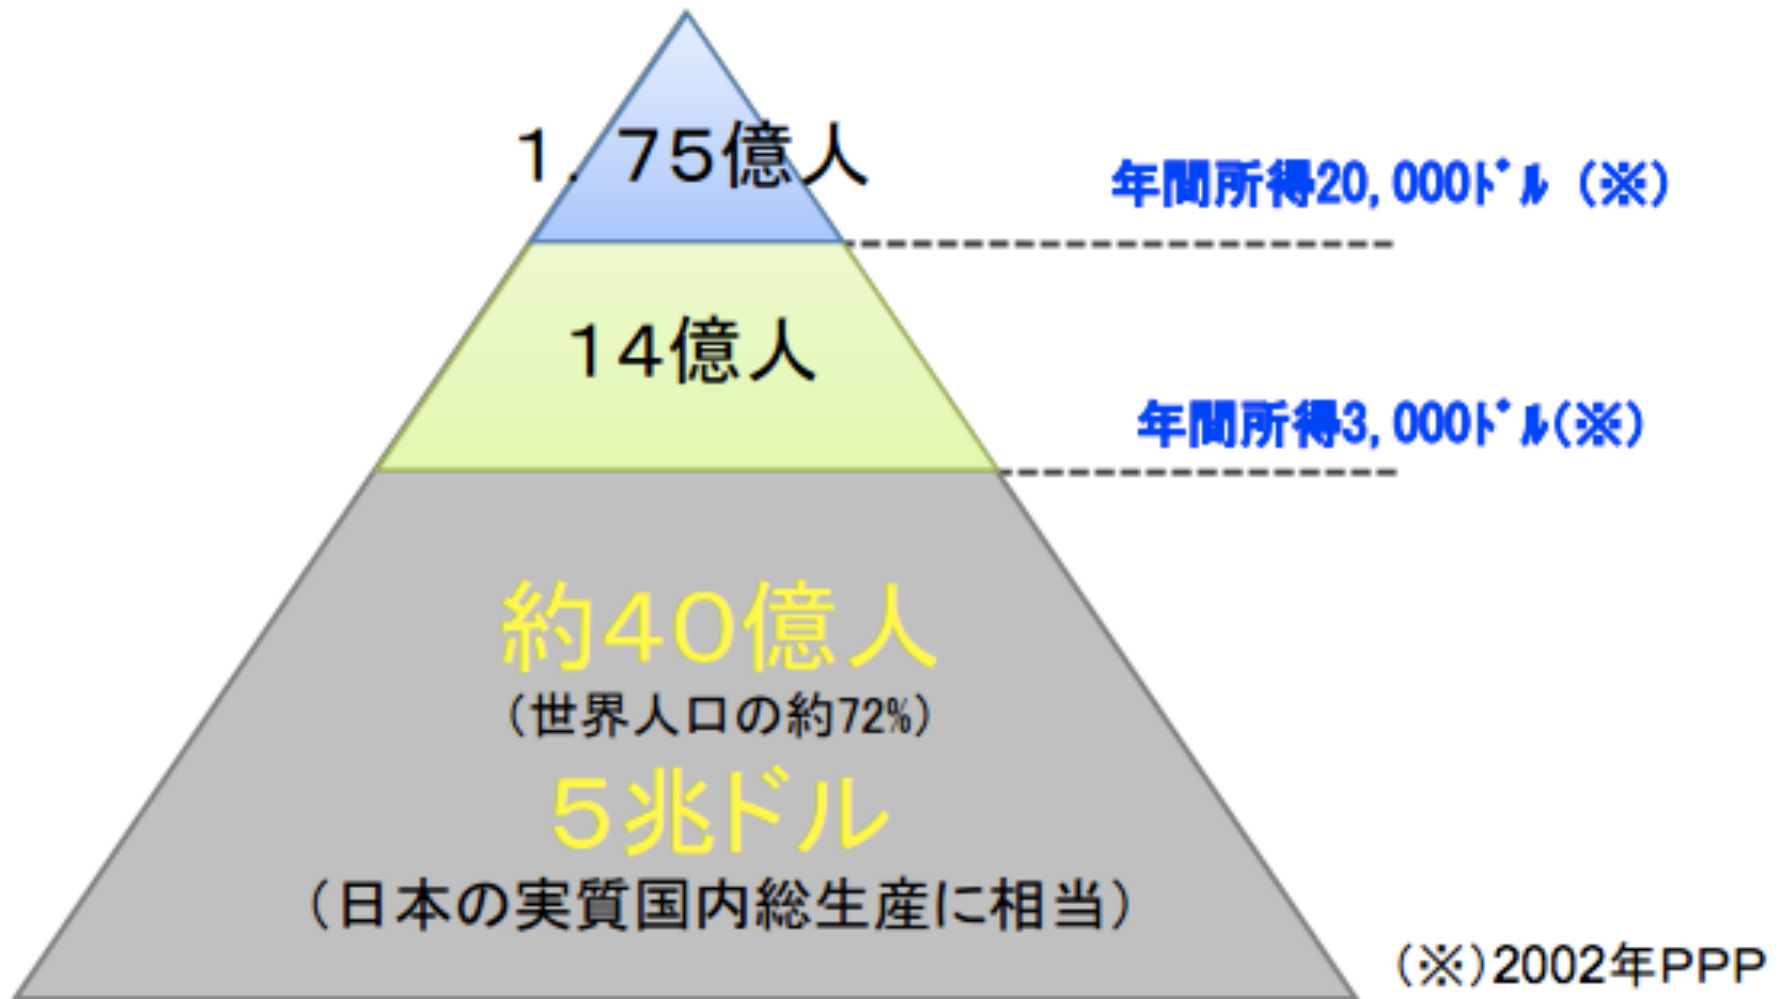 １．７５億人
年間所得20,000ﾄﾞﾙ（※）
１４億人
年間所得3,000ﾄﾞﾙ(※)
約４０億人
（世界人口の約72%）
５兆ドル
（日本の実質国内総生産に相当）
（※）2002年PPP